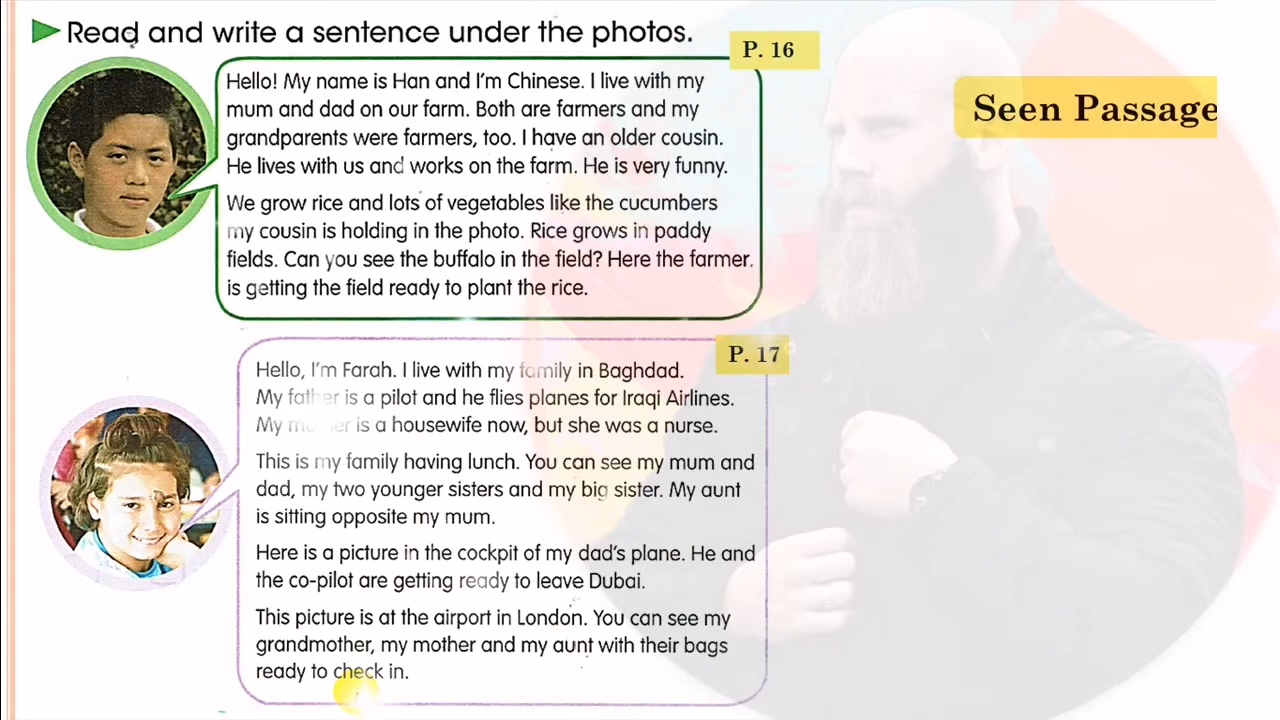 Read and write a sentence under the photos.
P. 16
Seen Passage
Hello! My name is Han and I'm Chinese. I live with my
mum and dad on our farm. Both are farmers and my
grandparents were farmers, too. I have an older cousin.
He lives with us and works on the farm. He is very funny.
We grow rice and lots of vegetables like the cucumbers
my cousin is holding in the photo. Rice grows in paddy
fields. Can you see the buffalo in the field? Here the farmer
is getting the field ready to plant the rice.
P. 17
Hello, I'm Farah. I live with my family in Baghdad.
My father is a pilot and he flies planes for Iraqi Airlines.
My mother is a housewife now, but she was a nurse.
This is my family having lunch. You can see my mum and
dad, my two younger sisters and my big sister. My aunt
is sitting opposite my mum.
Here is a picture in the cockpit of my dad's plane. He and
the co-pilot are getting ready to leave Dubai.
This picture is at the airport in London. You can see my
grandmother, my mother and my aunt with their bags
ready to check in.